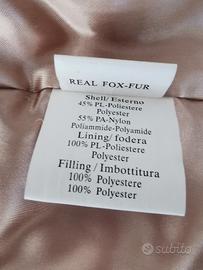 REAL FOX-FUR
Shell/Esterno
45% PL-Poliestere
Polyester
55% PA-Nylon
Poliammide-Polyamide
Lining/fodera
100% PL-Poliestere
Polyester
Filling/Imbottitura
100% Polyestere
100% Polyester
subito